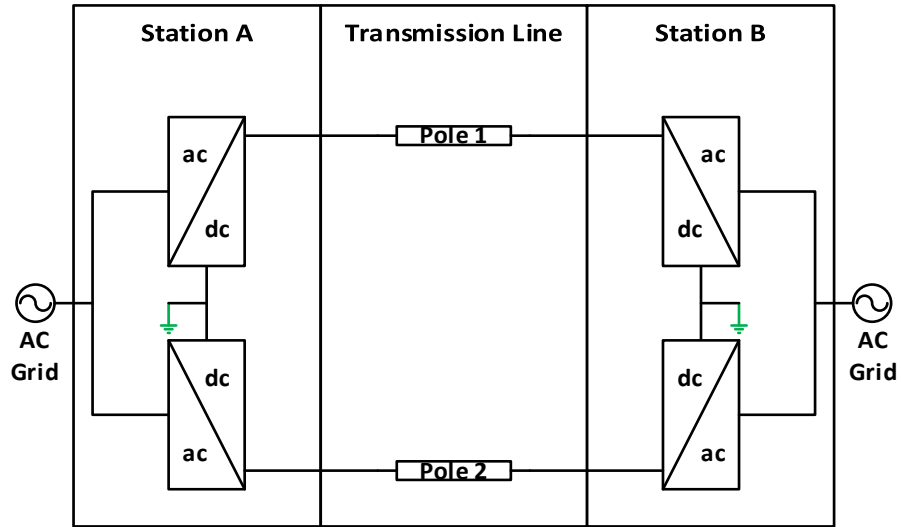 Station A
Transmission Line
Station B
ac
dc
Pole 1
ac
dc
AC
Grid
AC
Grid
dc
ac
Pole 2
dc
ac